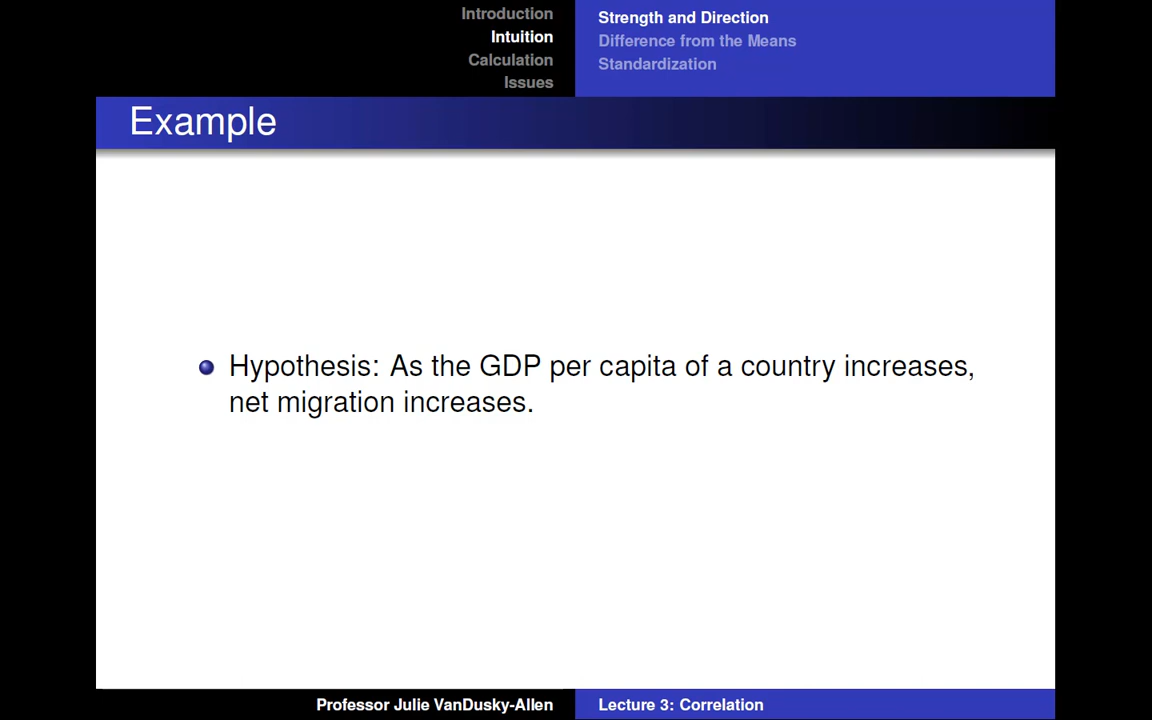 Introduction
Intuition
Calculation
Issues
Strength and Direction
Difference from the Means
Standardization
Example
Hypothesis: As the GDP per capita of a country increases,
net migration increases.
Professor Julie VanDusky-Allen
Lecture 3: Correlation